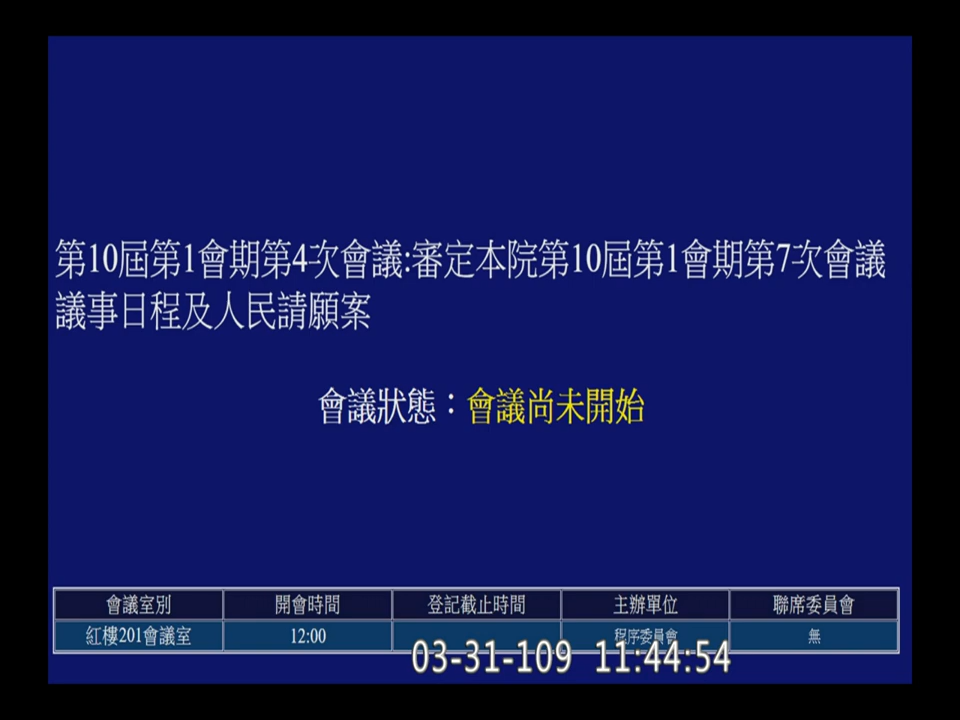 第10屆第1會期第4次會議:審定本院第10屆第1會期第7次會議
議事日程及人民請願案
會議狀態：會議尚未開始
會議室別 開會時間 登記截止時間 主辦單位 聯席委員會
紅樓201會議室 12:00 程序委員會 無
03-31-109 11:44:54